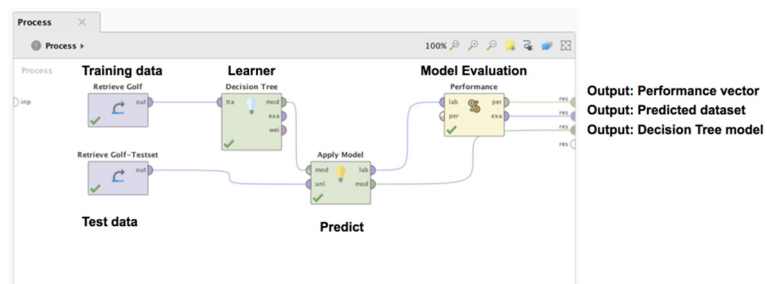 Process
Process
100%
Process
Training data
Learner
Model Evaluation
Retrieve Golf
Decision Tree
Performance
inp
out
tra
mod
exa
wei
lab
per
per
exa
res
res
res
res
Output: Performance vector
Output: Predicted dataset
Output: Decision Tree model
Retrieve Golf-Testset
Apply Model
out
mod
unl
lab
mod
Test data
Predict